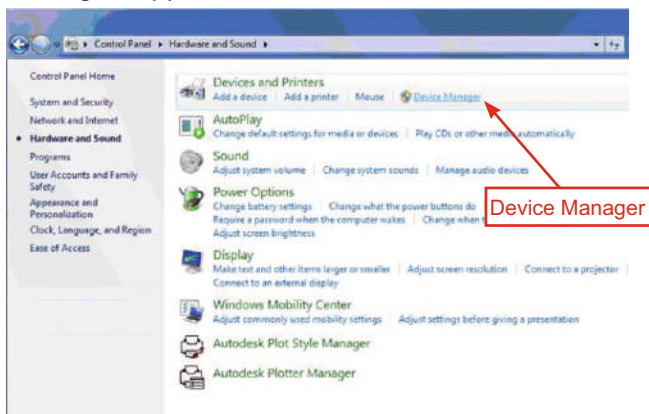 Control Panel ▸ Hardware and Sound ▸
Control Panel Home
System and Security
Network and Internet
• Hardware and Sound
Programs
User Accounts and Family
Safety
Appearance and
Personalization
Clock, Language, and Region
Ease of Access
Devices and Printers
Add a device Add a printer Mouse Device Manager
AutoPlay
Change default settings for media or devices Play CDs or other media automatically
Sound
Adjust system volume Change system sounds Manage audio devices
Power Options
Change battery settings Change what the power buttons do
Require a password when the computer wakes Change when
Adjust screen brightness
Device Manager
Display
Make text and other items larger or smaller Adjust screen resolution Connect to a projector
Connect to an external display
Windows Mobility Center
Adjust commonly used mobility settings Adjust settings before giving a presentation
Autodesk Plot Style Manager
Autodesk Plotter Manager